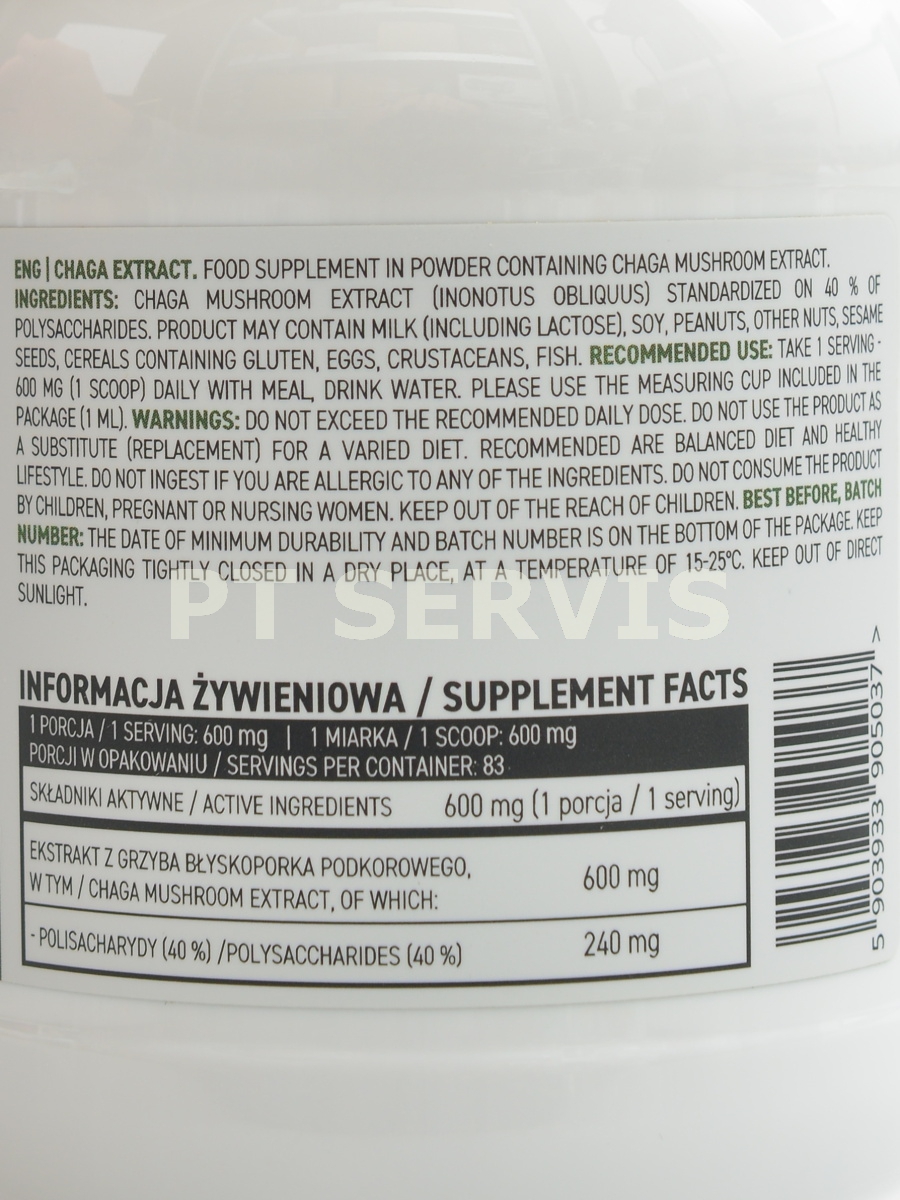 ENG | CHAGA EXTRACT. FOOD SUPPLEMENT IN POWDER CONTAINING CHAGA MUSHROOM EXTRACT.
INGREDIENTS: CHAGA MUSHROOM EXTRACT (INONOTUS OBLIQUUS) STANDARDIZED ON 40 % OF
POLYSACCHARIDES. PRODUCT MAY CONTAIN MILK (INCLUDING LACTOSE), SOY, PEANUTS, OTHER NUTS, SESAME
SEEDS, CEREALS CONTAINING GLUTEN, EGGS, CRUSTACEANS, FISH. RECOMMENDED USE: TAKE 1 SERVING -
600 MG (1 SCOOP) DAILY WITH MEAL, DRINK WATER. PLEASE USE THE MEASURING CUP INCLUDED IN THE
PACKAGE (1 ML). WARNINGS: DO NOT EXCEED THE RECOMMENDED DAILY DOSE. DO NOT USE THE PRODUCT AS
A SUBSTITUTE (REPLACEMENT) FOR A VARIED DIET. RECOMMENDED ARE BALANCED DIET AND HEALTHY
LIFESTYLE. DO NOT INGEST IF YOU ARE ALLERGIC TO ANY OF THE INGREDIENTS. DO NOT CONSUME THE PRODUCT
BY CHILDREN, PREGNANT OR NURSING WOMEN. KEEP OUT OF THE REACH OF CHILDREN. BEST BEFORE, BATCH
NUMBER: THE DATE OF MINIMUM DURABILITY AND BATCH NUMBER IS ON THE BOTTOM OF THE PACKAGE. KEEP
THIS PACKAGING TIGHTLY CLOSED IN A DRY PLACE, AT A TEMPERATURE OF 15-25°C. KEEP OUT OF DIRECT
SUNLIGHT.
PT SERVIS
INFORMACJA ŻYWIENIOWA / SUPPLEMENT FACTS
1 PORCJA / 1 SERVING: 600 mg | 1 MIARKA / 1 SCOOP: 600 mg
PORCJI W OPAKOWANIU / SERVINGS PER CONTAINER: 83
SKŁADNIKI AKTYWNE / ACTIVE INGREDIENTS 600 mg (1 porcja / 1 serving)
EKSTRAKT Z GRZYBA BŁYSKOPORKA PODKOROWEGO,
W TYM / CHAGA MUSHROOM EXTRACT, OF WHICH: 600 mg
- POLISACHARYDY (40 %) /POLYSACCHARIDES (40 %) 240 mg
5 903933 905037 >